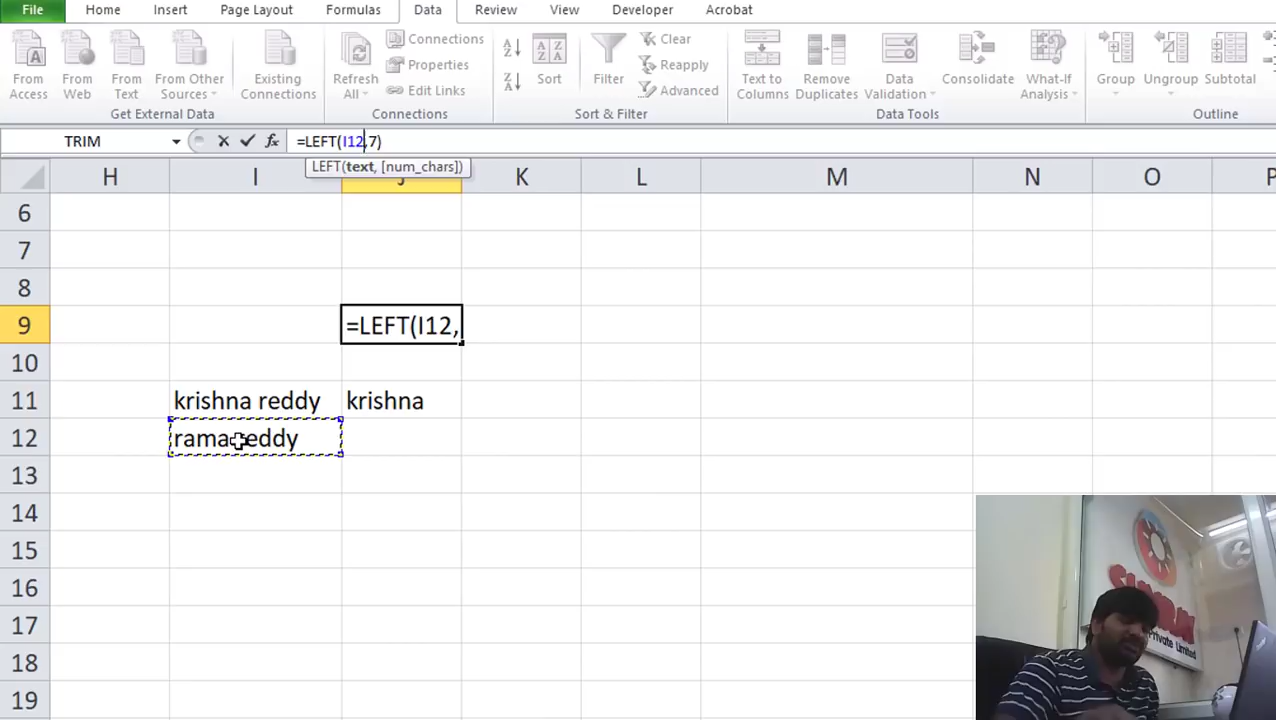 File Home Insert Page Layout Formulas Data Review View Developer Acrobat
From Access
From Web
From Text
From Other Sources
Existing Connections
Refresh All
Connections
Properties
Edit Links
Sort
Filter
Clear
Reapply
Advanced
Text to Columns
Remove Duplicates
Data Validation
Consolidate
What-If Analysis
Group
Ungroup
Subtotal
Get External Data Connections Sort & Filter Data Tools Outline
TRIM fx =LEFT(I12,7)
LEFT(text, [num_chars])
H I J K L M N O P
6
7
8
9 =LEFT(I12,
10
11 krishna reddy krishna
12 rama reddy
13
14
15
16
17
18
19
Private Limited